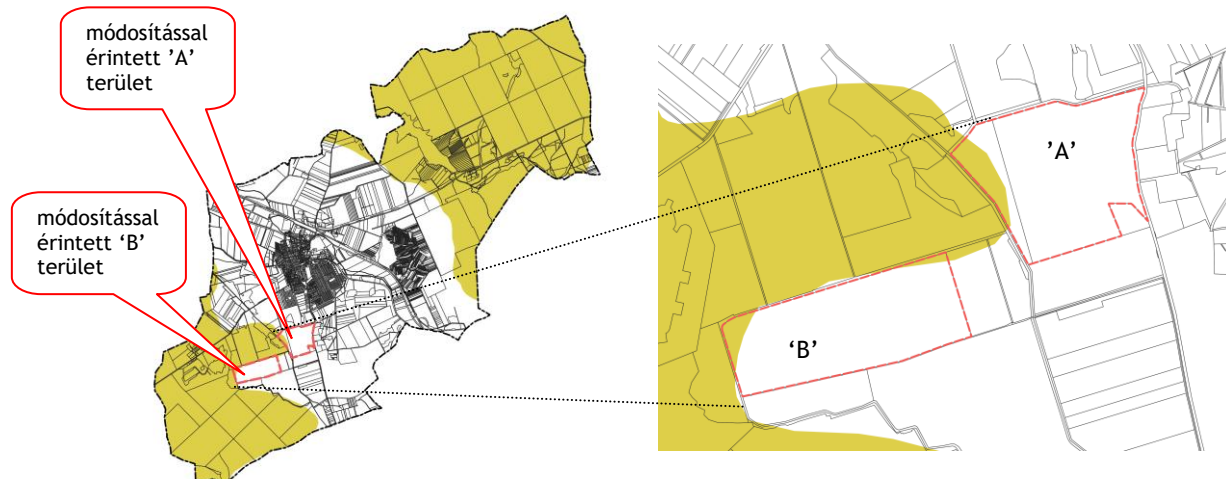 módosítással
érintett ’A’
terület
módosítással
érintett ‘B’
terület
’A’
‘B’